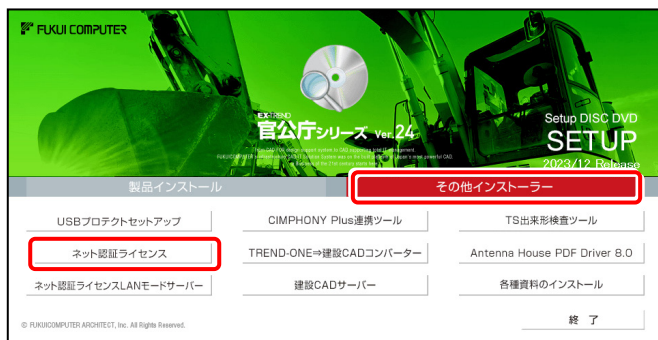 FUKUI COMPUTER
EX-TREND
官公庁シリーズ Ver.24
Setup DISC DVD
SETUP
2023/12 Release
製品インストール
その他インストーラー
USBプロテクトセットアップ
CIMPHONY Plus連携ツール
TS出来形検査ツール
ネット認証ライセンス
TREND-ONE⇒建設CADコンバーター
Antenna House PDF Driver 8.0
ネット認証ライセンスLANモードサーバー
建設CADサーバー
各種資料のインストール
© FUKUICOMPUTER ARCHITECT, Inc. All Rights Reserved.
終 了